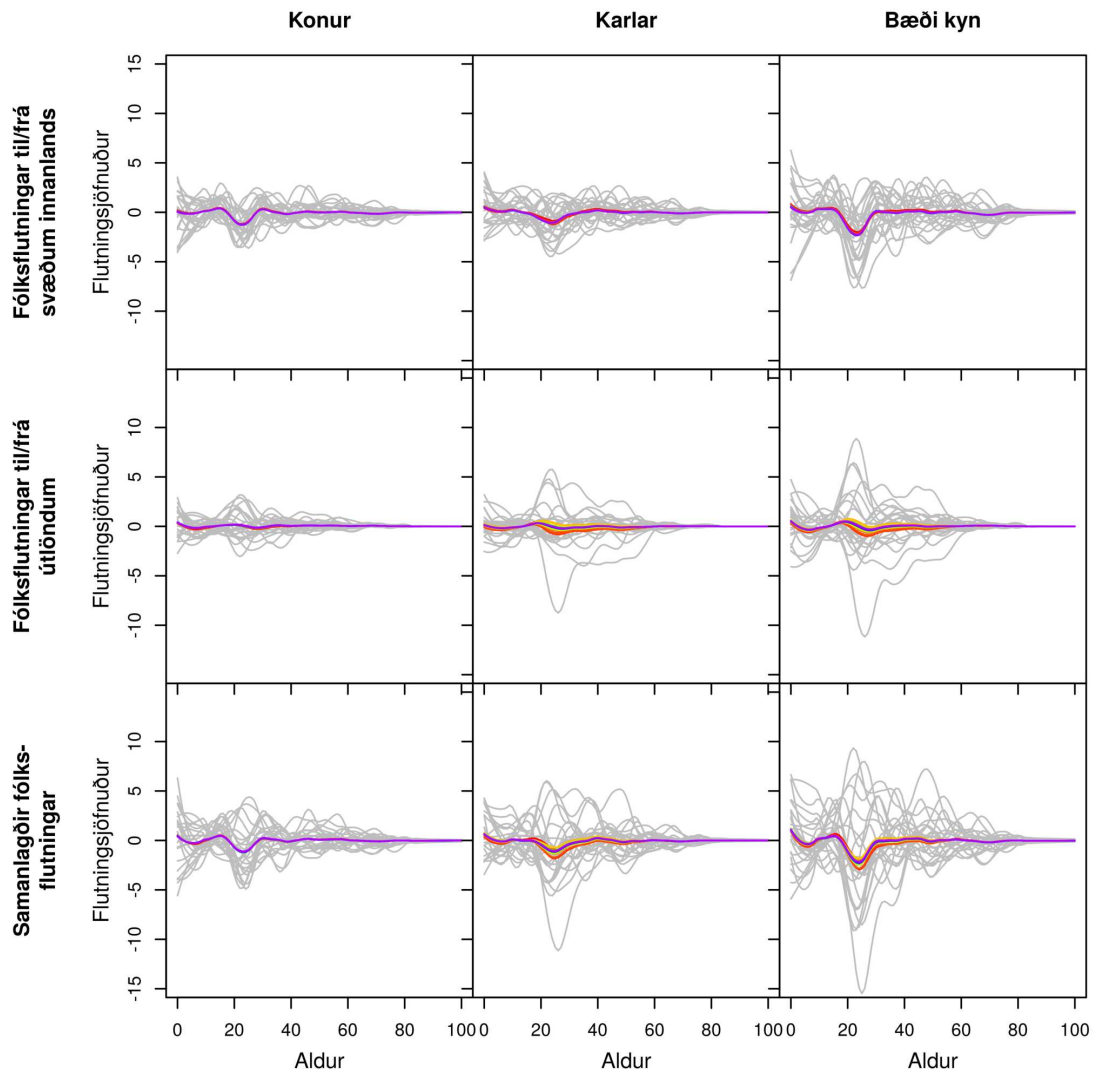 Konur Karlar Bæði kyn
Fólksflutningar til/frá
svæðum innanlands
Flutningsjöfnuður
15
10
5
0
-5
-10
Fólksflutningar til/frá
útlöndum
Flutningsjöfnuður
10
5
0
-5
-10
Samanlagðir fólks-
flutningar
Flutningsjöfnuður
10
5
0
-5
-10
-15
0 20 40 60 80 100 0 20 40 60 80 100 0 20 40 60 80 100
Aldur Aldur Aldur